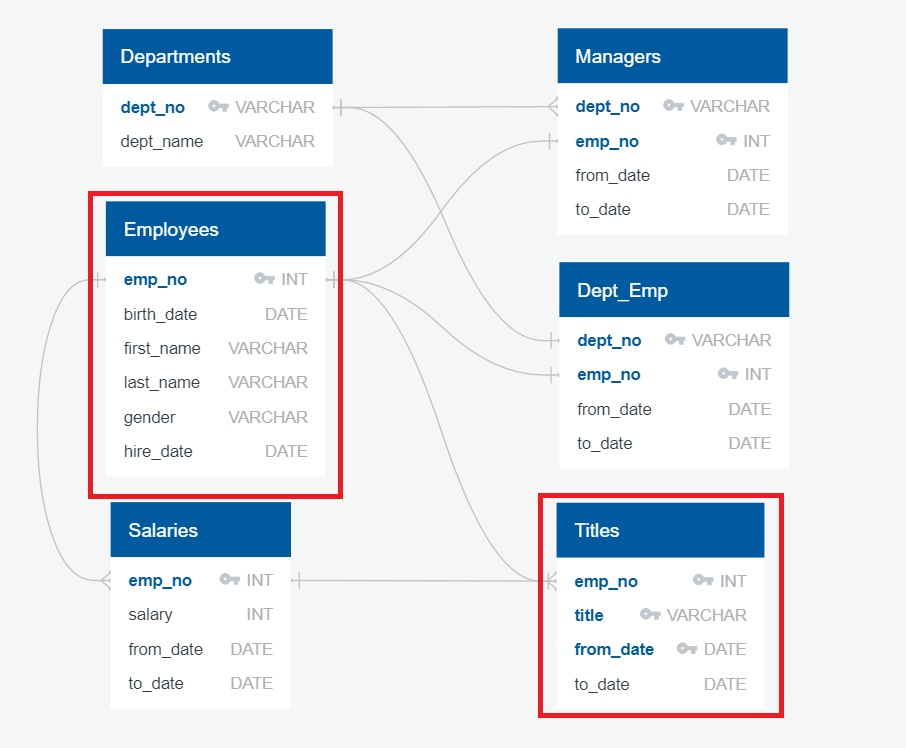 Departments
dept_no VARCHAR
dept_name VARCHAR
Employees
emp_no INT
birth_date DATE
first_name VARCHAR
last_name VARCHAR
gender VARCHAR
hire_date DATE
Salaries
emp_no INT
salary INT
from_date DATE
to_date DATE
Managers
dept_no VARCHAR
emp_no INT
from_date DATE
to_date DATE
Dept_Emp
dept_no VARCHAR
emp_no INT
from_date DATE
to_date DATE
Titles
emp_no INT
title VARCHAR
from_date DATE
to_date DATE